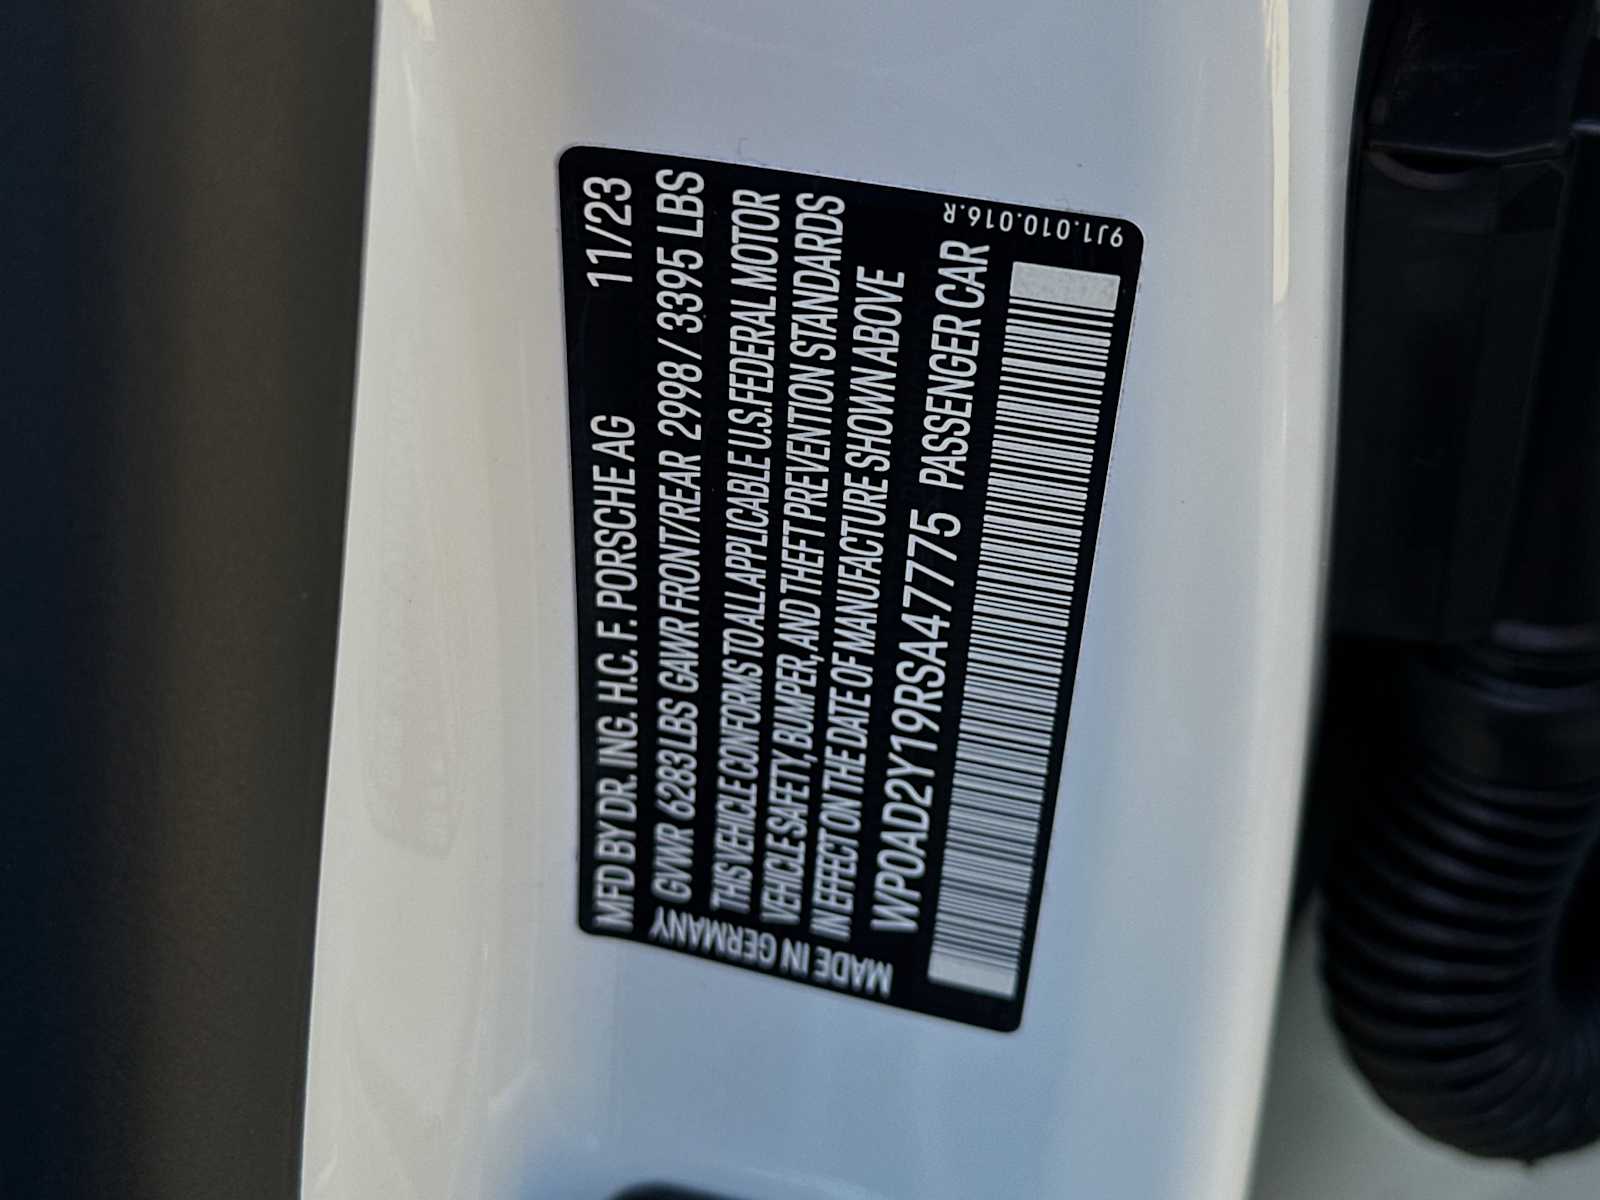 MFD BY DR. ING. H.C. F. PORSCHE AG 11/23
GVWR 6283 LBS GAWR FRONT/REAR 2998 / 3395 LBS
THIS VEHICLE CONFORMS TO ALL APPLICABLE U.S. FEDERAL MOTOR
VEHICLE SAFETY, BUMPER, AND THEFT PREVENTION STANDARDS
IN EFFECT ON THE DATE OF MANUFACTURE SHOWN ABOVE
WP0AD2Y19RSA47775 PASSENGER CAR
MADE IN GERMANY
9J1.010.016.R